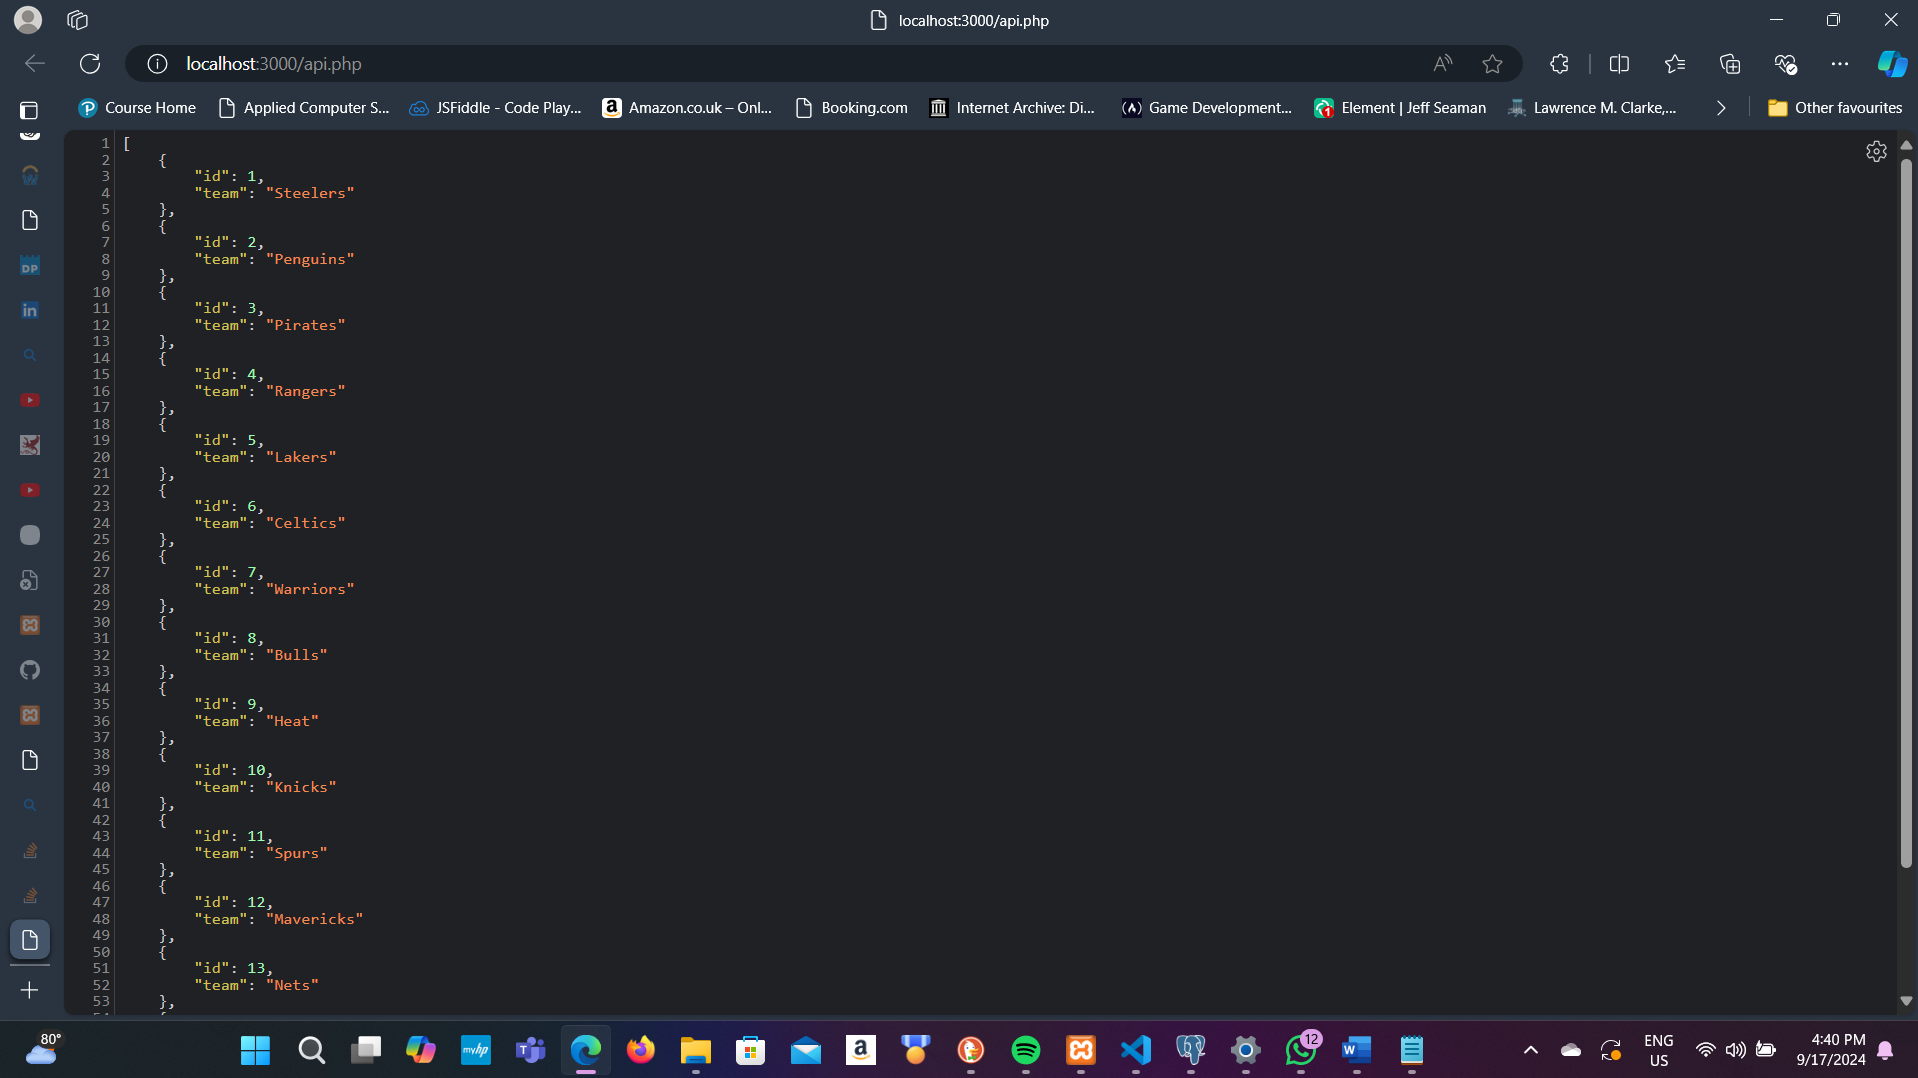 localhost:3000/api.php
localhost:3000/api.php
Course Home
Applied Computer S...
JSFiddle - Code Play...
Amazon.co.uk – Onl...
Booking.com
Internet Archive: Di...
Game Development...
Element | Jeff Seaman
Lawrence M. Clarke,...
Other favourites
1 [
2 {
3 "id": 1,
4 "team": "Steelers"
5 },
6 {
7 "id": 2,
8 "team": "Penguins"
9 },
10 {
11 "id": 3,
12 "team": "Pirates"
13 },
14 {
15 "id": 4,
16 "team": "Rangers"
17 },
18 {
19 "id": 5,
20 "team": "Lakers"
21 },
22 {
23 "id": 6,
24 "team": "Celtics"
25 },
26 {
27 "id": 7,
28 "team": "Warriors"
29 },
30 {
31 "id": 8,
32 "team": "Bulls"
33 },
34 {
35 "id": 9,
36 "team": "Heat"
37 },
38 {
39 "id": 10,
40 "team": "Knicks"
41 },
42 {
43 "id": 11,
44 "team": "Spurs"
45 },
46 {
47 "id": 12,
48 "team": "Mavericks"
49 },
50 {
51 "id": 13,
52 "team": "Nets"
53 },
DP
in
80°
myhp
12
ENG
US
4:40 PM
9/17/2024